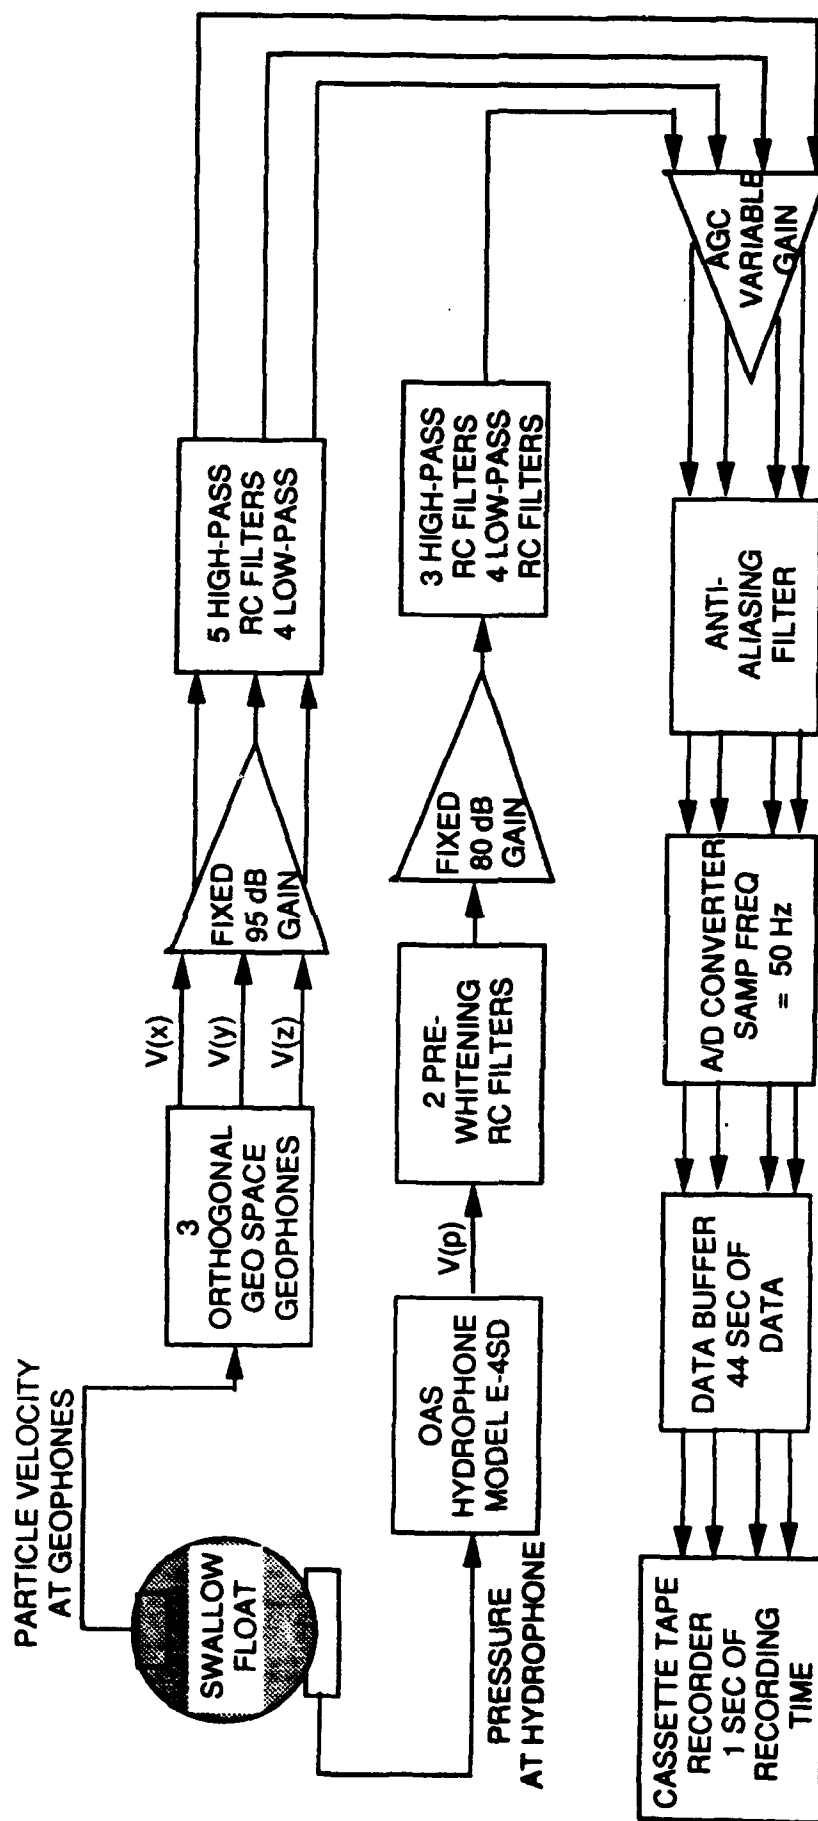 PARTICLE VELOCITY
AT GEOPHONES
SWALLOW
FLOAT
PRESSURE
AT HYDROPHONE
3
ORTHOGONAL
GEO SPACE
GEOPHONES
V(x)
V(y)
V(z)
FIXED
95 dB
GAIN
5 HIGH-PASS
RC FILTERS
4 LOW-PASS
OAS
HYDROPHONE
MODEL E-4SD
V(p)
2 PRE-
WHITENING
RC FILTERS
FIXED
80 dB
GAIN
3 HIGH-PASS
RC FILTERS
4 LOW-PASS
RC FILTERS
AGC
VARIABLE
GAIN
ANTI-
ALIASING
FILTER
A/D CONVERTER
SAMP FREQ
= 50 Hz
DATA BUFFER
44 SEC OF
DATA
CASSETTE TAPE
RECORDER
1 SEC OF
RECORDING
TIME